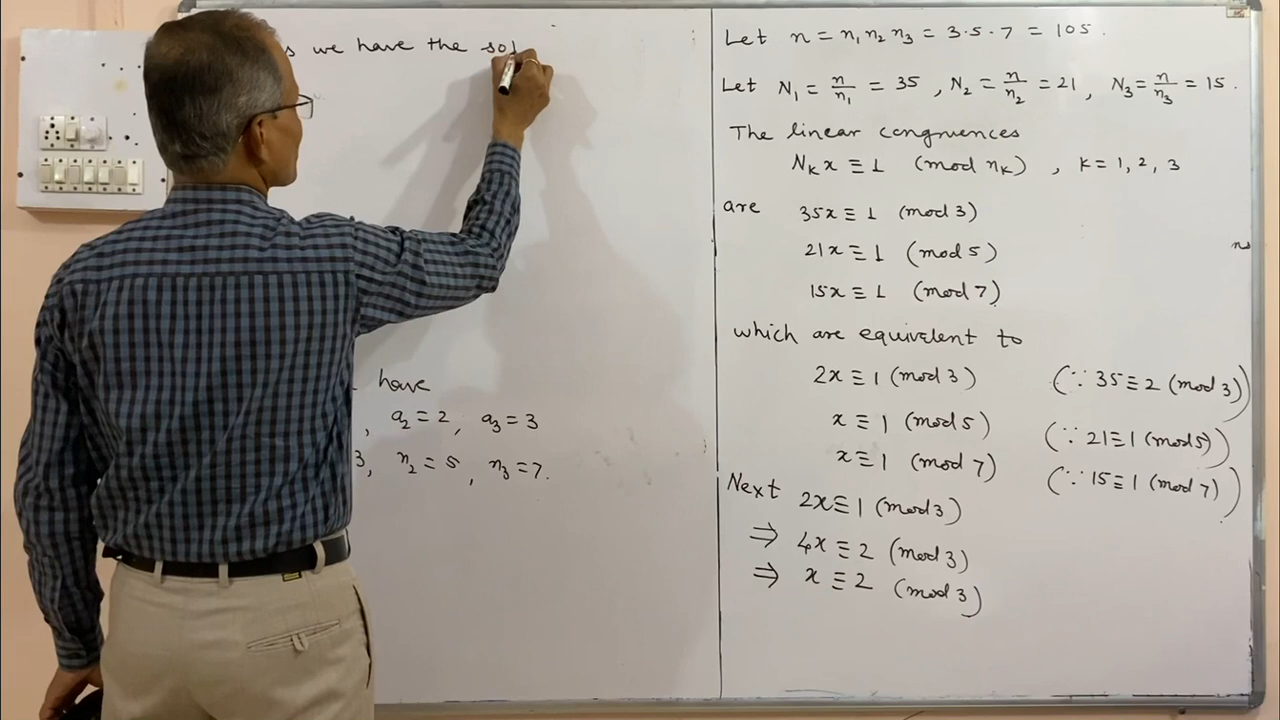 we have the sol
have
, a₂ = 2, a₃ = 3
3, n₂ = 5, n₃ = 7.
Let n = n₁ n₂ n₃ = 3·5·7 = 105.
Let N₁ = n/n₁ = 35, N₂ = n/n₂ = 21, N₃ = n/n₃ = 15.
The linear congruences
Nₖ x ≡ 1 (mod nₖ), k = 1, 2, 3
are 35x ≡ 1 (mod 3)
21x ≡ 1 (mod 5)
15x ≡ 1 (mod 7)
which are equivalent to
2x ≡ 1 (mod 3) (∵ 35 ≡ 2 (mod 3))
x ≡ 1 (mod 5) (∵ 21 ≡ 1 (mod 5))
x ≡ 1 (mod 7) (∵ 15 ≡ 1 (mod 7))
Next 2x ≡ 1 (mod 3)
⇒ 4x ≡ 2 (mod 3)
⇒ x ≡ 2 (mod 3)